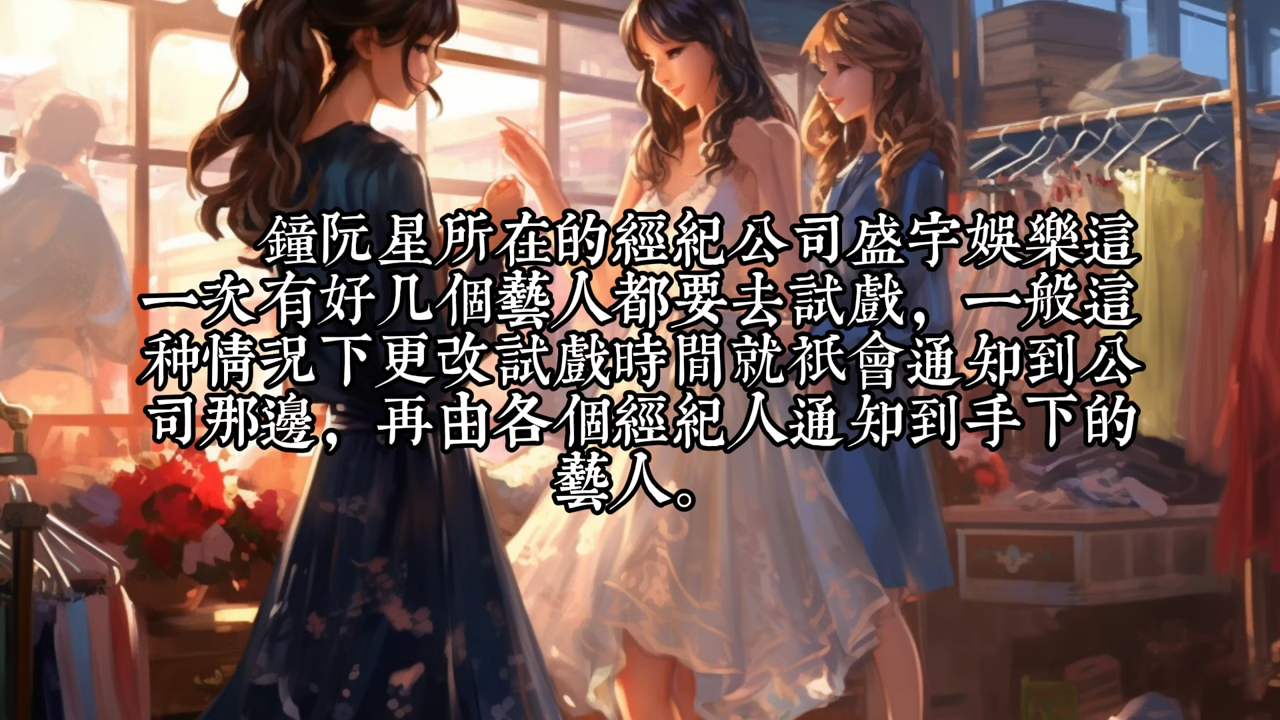 鐘阮星所在的經紀公司盛宇娛樂這
一次有好几個藝人都要去試戲，一般這
种情況下更改試戲時間就祇會通知到公
司那邊，再由各個經紀人通知到手下的
藝人。